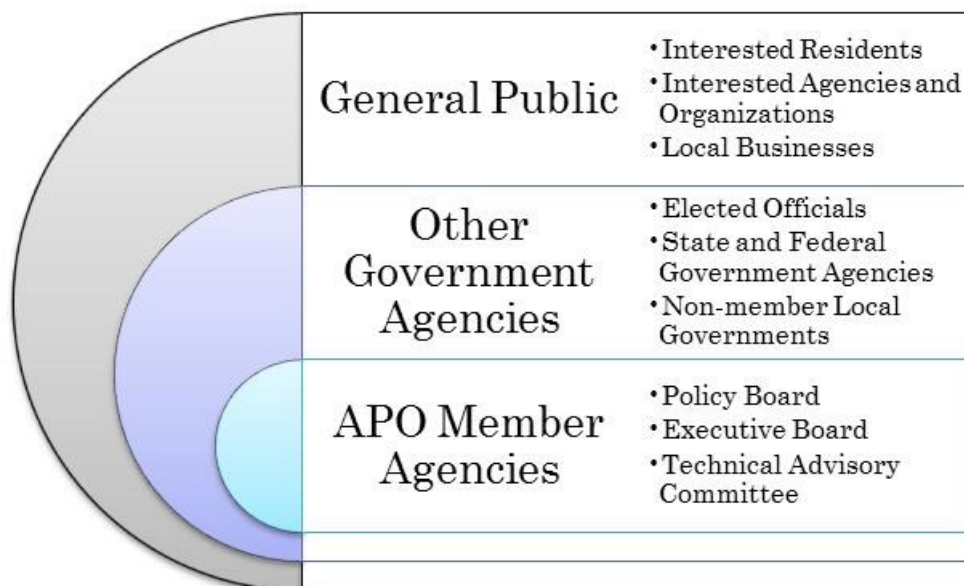 General Public
• Interested Residents
• Interested Agencies and
Organizations
• Local Businesses
Other
Government
Agencies
• Elected Officials
• State and Federal
Government Agencies
• Non-member Local
Governments
APO Member
Agencies
• Policy Board
• Executive Board
• Technical Advisory
Committee